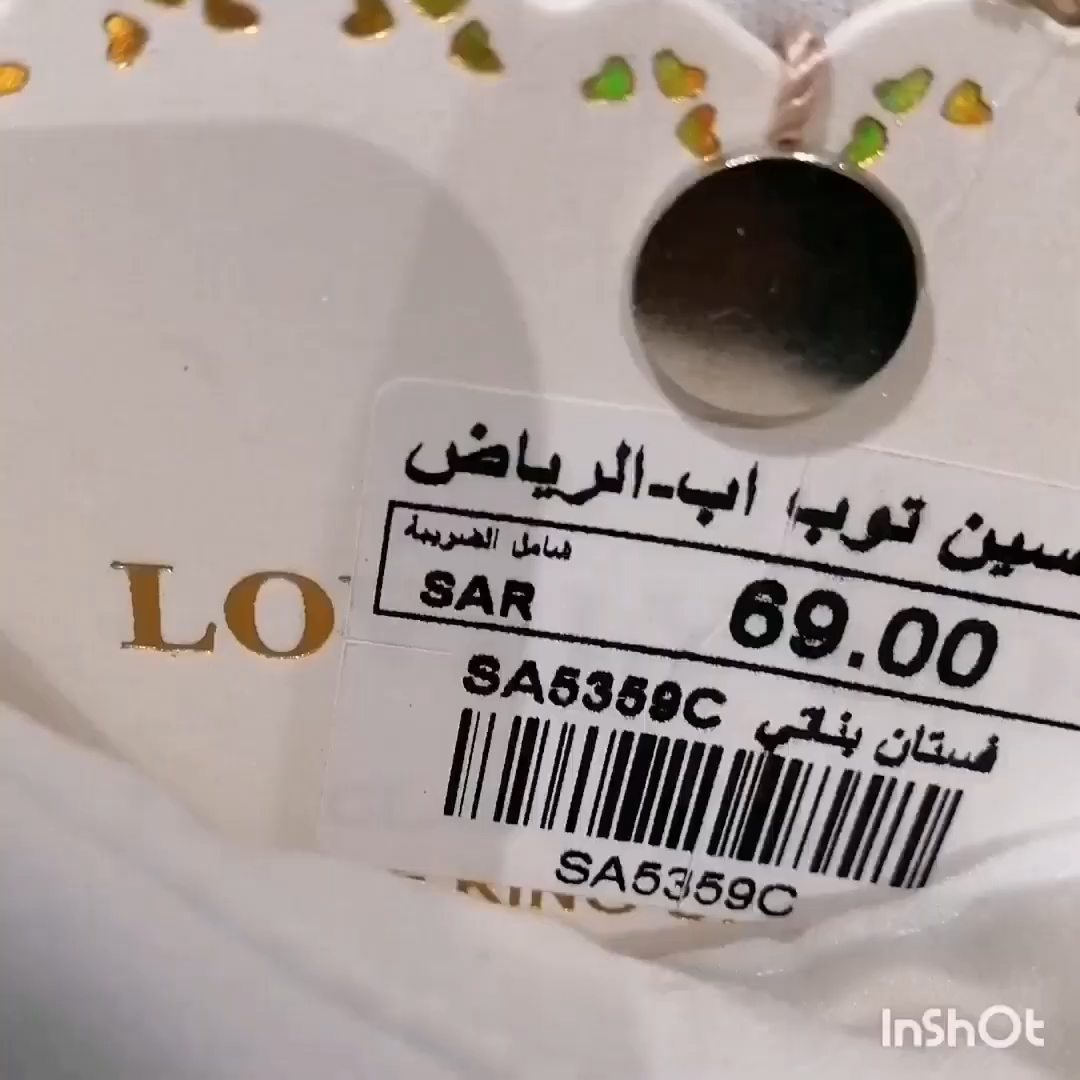 سين توب اب-الرياض
شامل الضريبة
SAR 69.00
SA5359C فستان بناتي
SA5359C
LO
InShOt